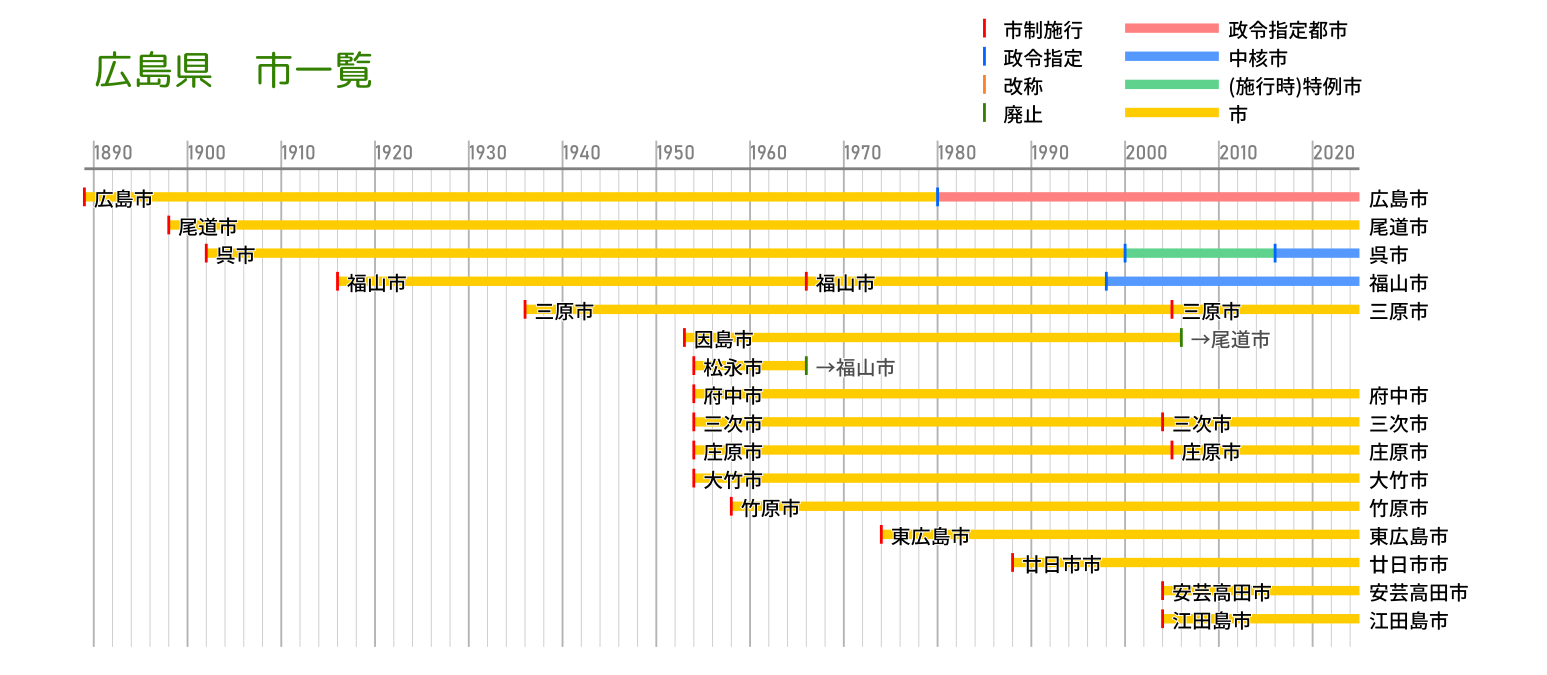 広島県　市一覧
市制施行　政令指定都市
政令指定　中核市
改称　(施行時)特例市
廃止　市
1890 1900 1910 1920 1930 1940 1950 1960 1970 1980 1990 2000 2010 2020
広島市　広島市
尾道市　尾道市
呉市　呉市
福山市　福山市　福山市
三原市　三原市　三原市
因島市　→尾道市
松永市　→福山市
府中市　府中市
三次市　三次市　三次市
庄原市　庄原市　庄原市
大竹市　大竹市
竹原市　竹原市
東広島市　東広島市
廿日市市　廿日市市
安芸高田市　安芸高田市
江田島市　江田島市